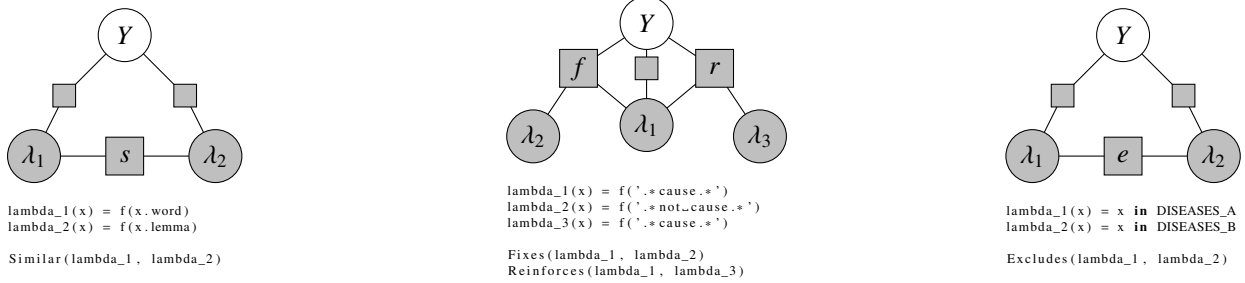 Y
λ1
s
λ2
lambda_1(x) = f(x.word)
lambda_2(x) = f(x.lemma)
Similar(lambda_1, lambda_2)
Y
f
r
λ2
λ1
λ3
lambda_1(x) = f('.*cause.*')
lambda_2(x) = f('.*not_cause.*')
lambda_3(x) = f('.*cause.*')
Fixes(lambda_1, lambda_2)
Reinforces(lambda_1, lambda_3)
Y
λ1
e
λ2
lambda_1(x) = x in DISEASES_A
lambda_2(x) = x in DISEASES_B
Excludes(lambda_1, lambda_2)